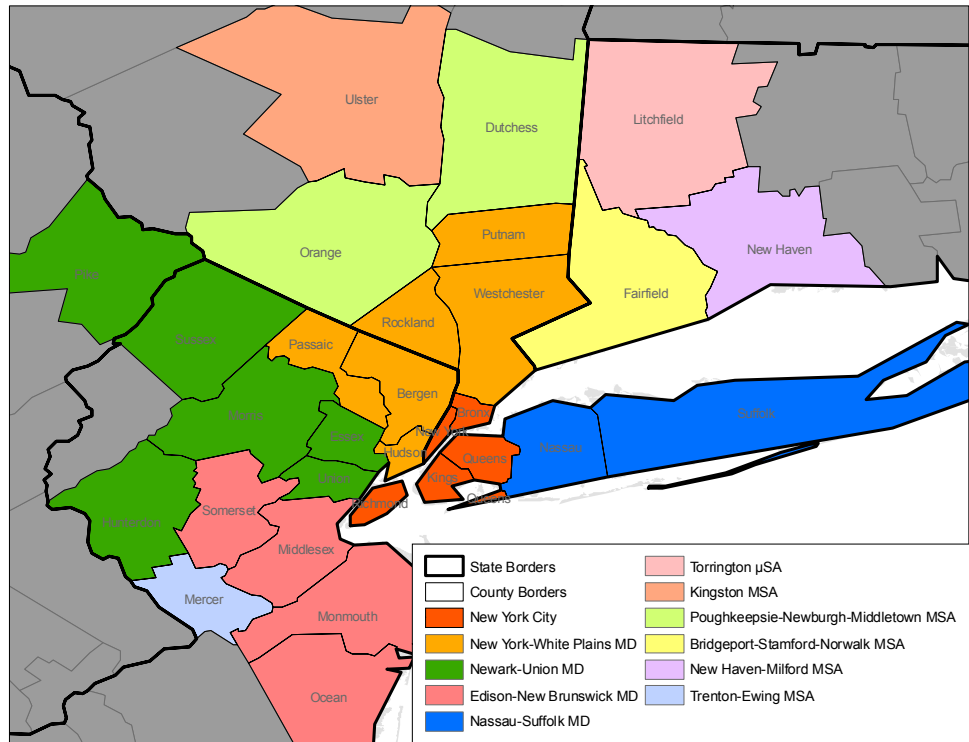 Ulster
Dutchess
Litchfield
Putnam
New Haven
Orange
Pike
Westchester
Fairfield
Rockland
Sussex
Passaic
Bergen
Morris
Bronx
Suffolk
New York
Essex
Nassau
Hudson
Queens
Union
Kings
Queens
Richmond
Somerset
Hunterdon
Middlesex
Mercer
Monmouth
Ocean
State Borders
County Borders
New York City
New York-White Plains MD
Newark-Union MD
Edison-New Brunswick MD
Nassau-Suffolk MD
Torrington µSA
Kingston MSA
Poughkeepsie-Newburgh-Middletown MSA
Bridgeport-Stamford-Norwalk MSA
New Haven-Milford MSA
Trenton-Ewing MSA